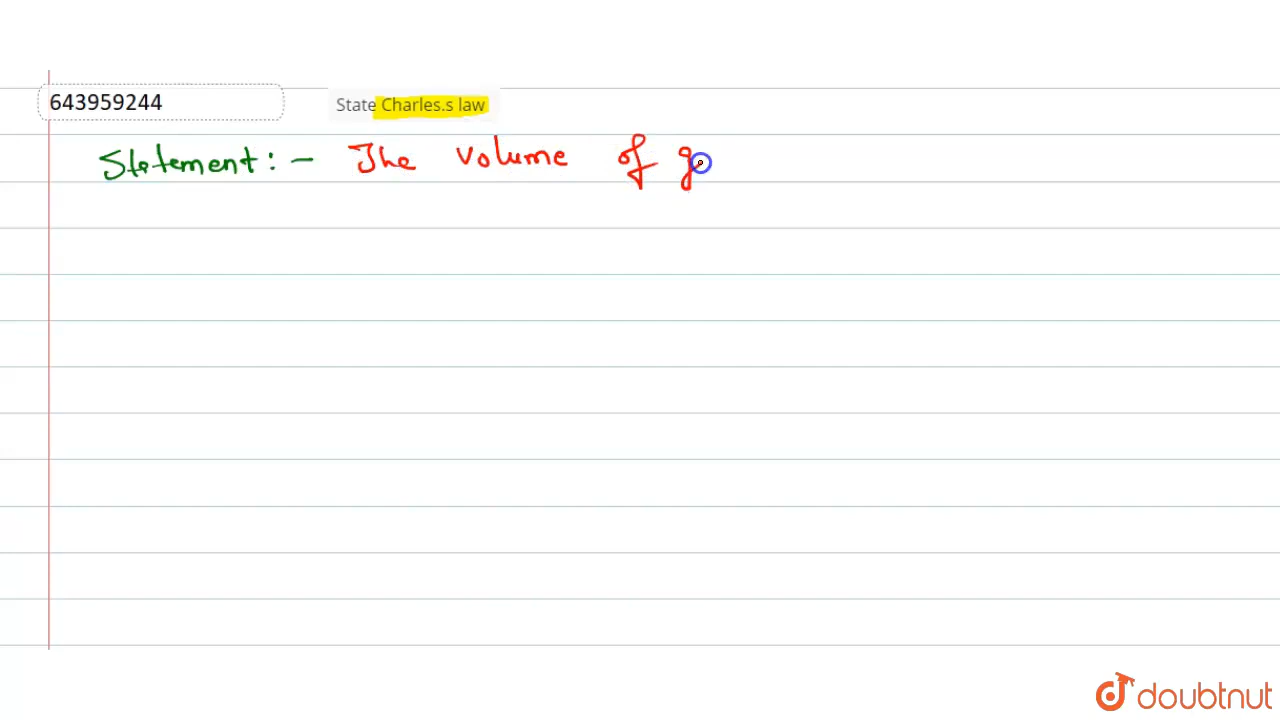 643959244
State Charles.s law
Statement:- The volume of g
doubtnut